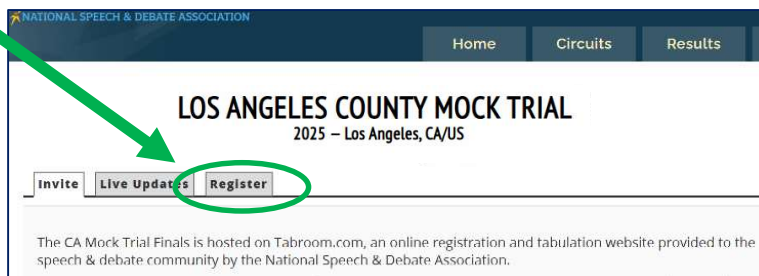 NATIONAL SPEECH & DEBATE ASSOCIATION
Home Circuits Results
LOS ANGELES COUNTY MOCK TRIAL
2025 — Los Angeles, CA/US
Invite Live Updates Register
The CA Mock Trial Finals is hosted on Tabroom.com, an online registration and tabulation website provided to the
speech & debate community by the National Speech & Debate Association.